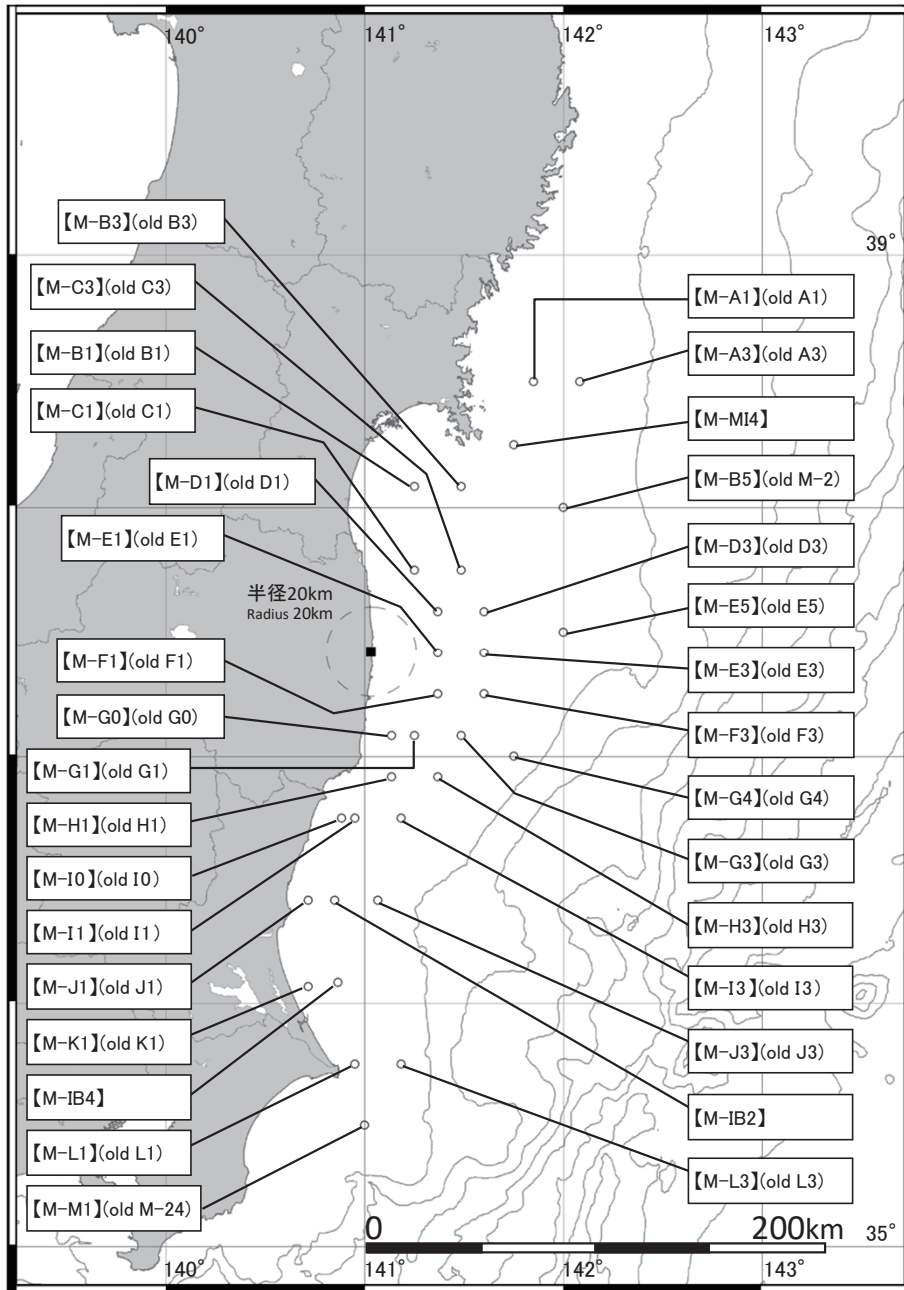 140° 141° 142° 143°
【M-B3】(old B3)
【M-C3】(old C3)
【M-B1】(old B1)
【M-C1】(old C1)
【M-D1】(old D1)
【M-E1】(old E1)
半径20km
Radius 20km
【M-F1】(old F1)
【M-G0】(old G0)
【M-G1】(old G1)
【M-H1】(old H1)
【M-I0】(old I0)
【M-I1】(old I1)
【M-J1】(old J1)
【M-K1】(old K1)
【M-IB4】
【M-L1】(old L1)
【M-M1】(old M-24)
39°
【M-A1】(old A1)
【M-A3】(old A3)
【M-MI4】
【M-B5】(old M-2)
【M-D3】(old D3)
【M-E5】(old E5)
【M-E3】(old E3)
【M-F3】(old F3)
【M-G4】(old G4)
【M-G3】(old G3)
【M-H3】(old H3)
【M-I3】(old I3)
【M-J3】(old J3)
【M-IB2】
【M-L3】(old L3)
0 200km
35°
140° 141° 142° 143°